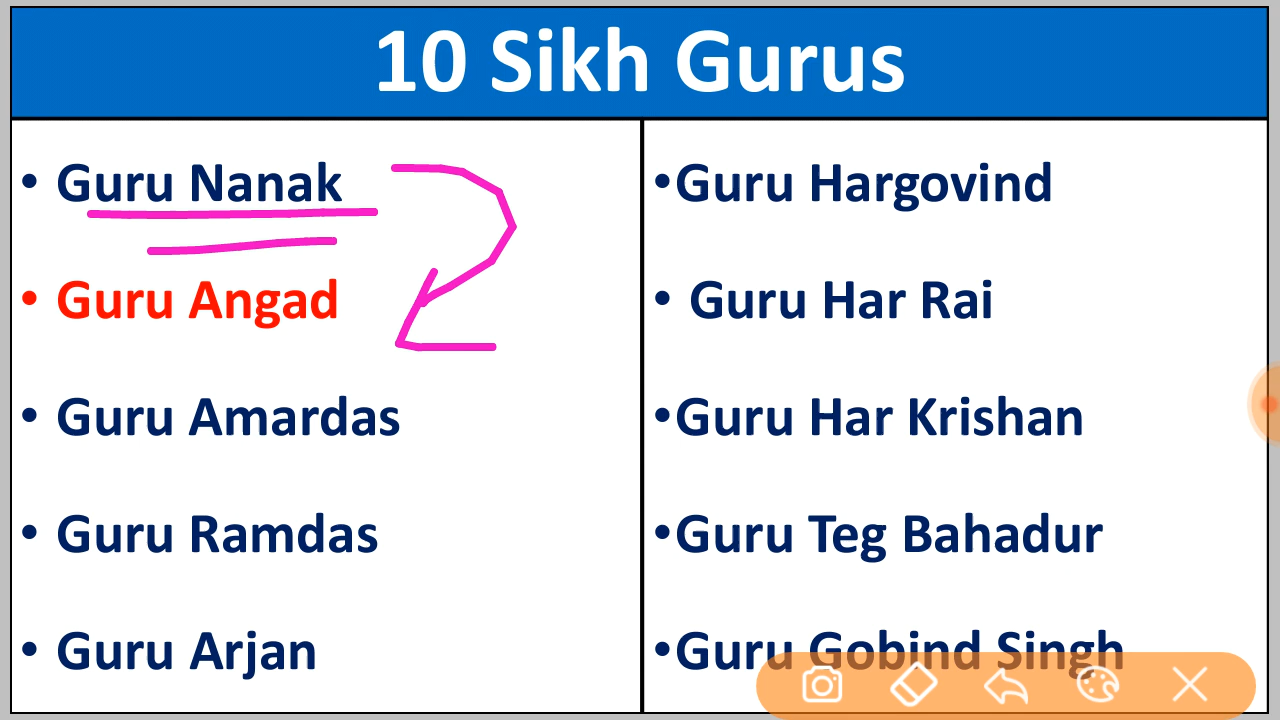 10 Sikh Gurus
• Guru Nanak
• Guru Angad
• Guru Amardas
• Guru Ramdas
• Guru Arjan
• Guru Hargovind
• Guru Har Rai
• Guru Har Krishan
• Guru Teg Bahadur
• Guru Gobind Singh